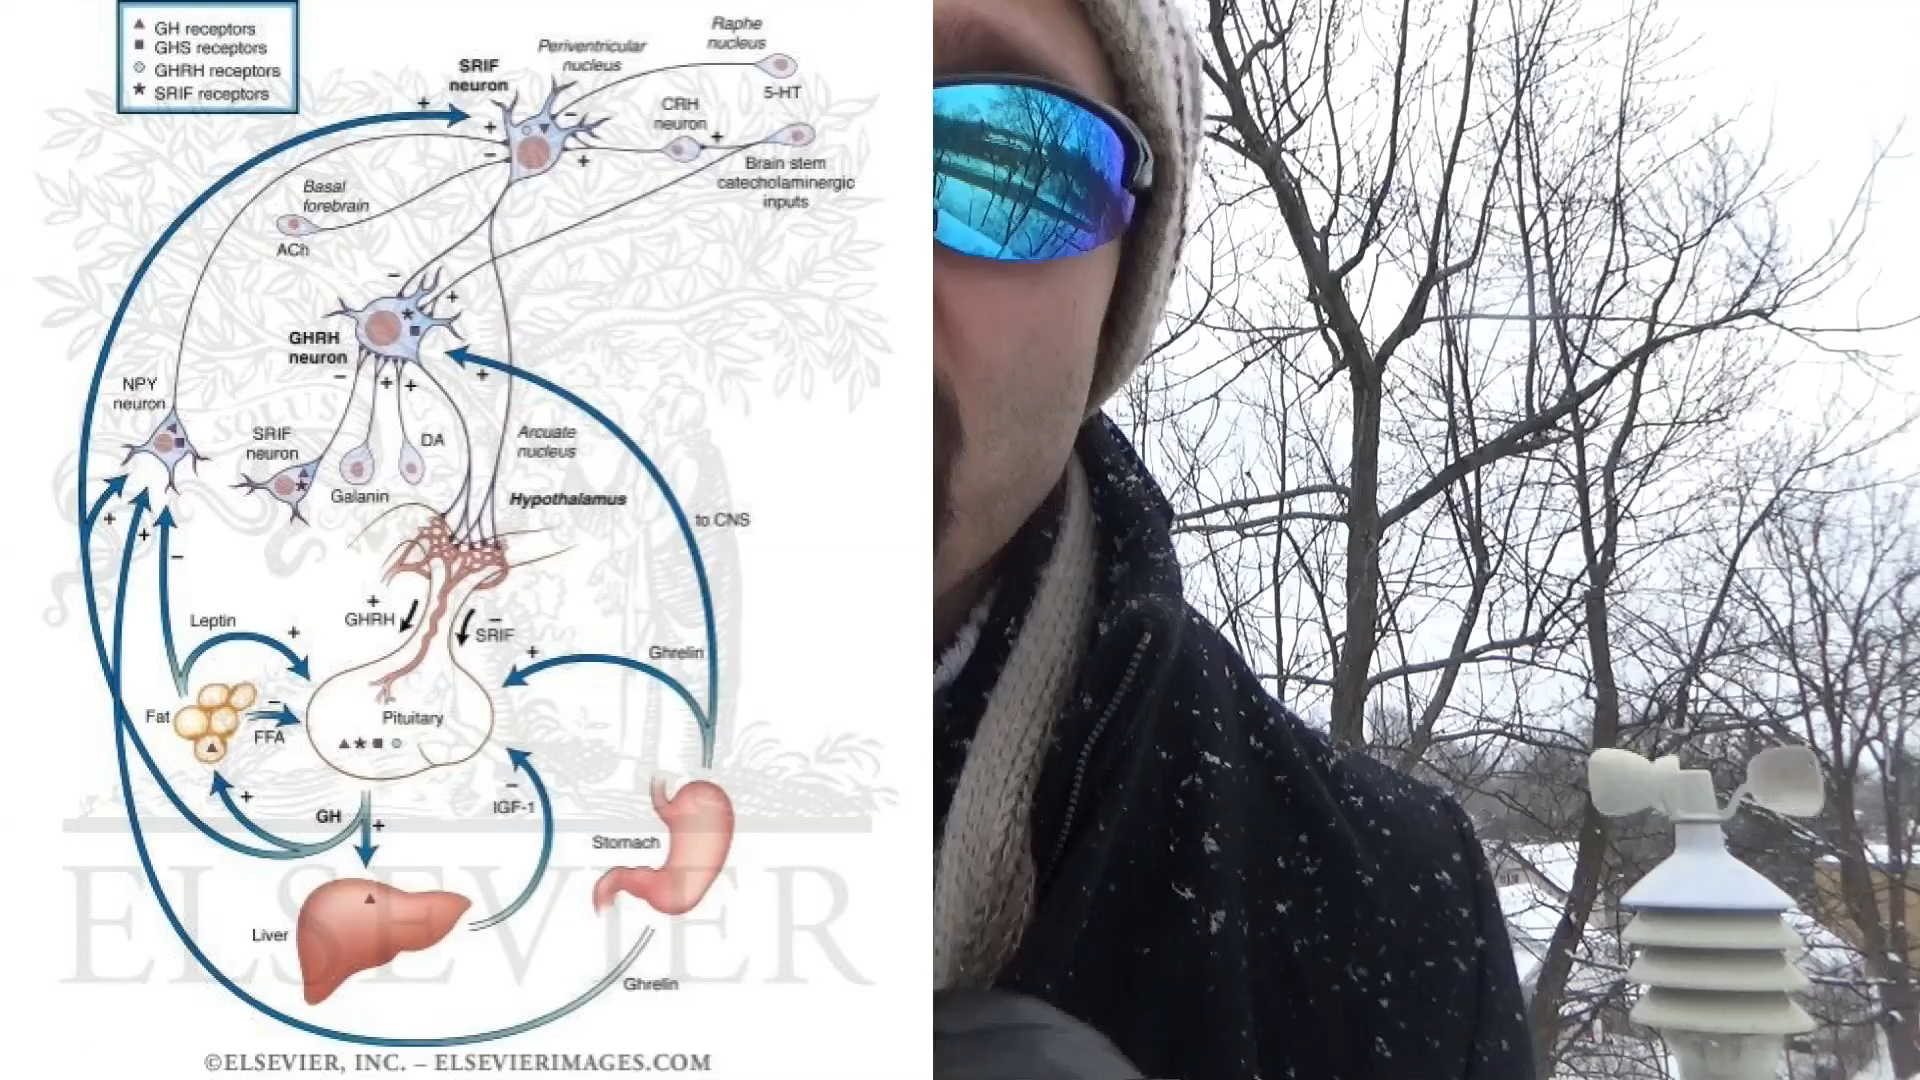 GH receptors
GHS receptors
GHRH receptors
SRIF receptors
Raphe
nucleus
Periventricular
nucleus
SRIF
neuron
5-HT
CRH
neuron
+
+
−
−
+
+
Brain stem
catecholaminergic
inputs
Basal
forebrain
ACh
−
+
GHRH
neuron
−
+
+
+
NPY
neuron
SRIF
neuron
DA
Galanin
Arcuate
nucleus
Hypothalamus
to CNS
+
+
−
+
GHRH
−
SRIF
Leptin
+
+
Ghrelin
Fat
−
FFA
Pituitary
+
GH
+
−
IGF-1
Stomach
Liver
Ghrelin
ELSEVIER
©ELSEVIER, INC. – ELSEVIERIMAGES.COM